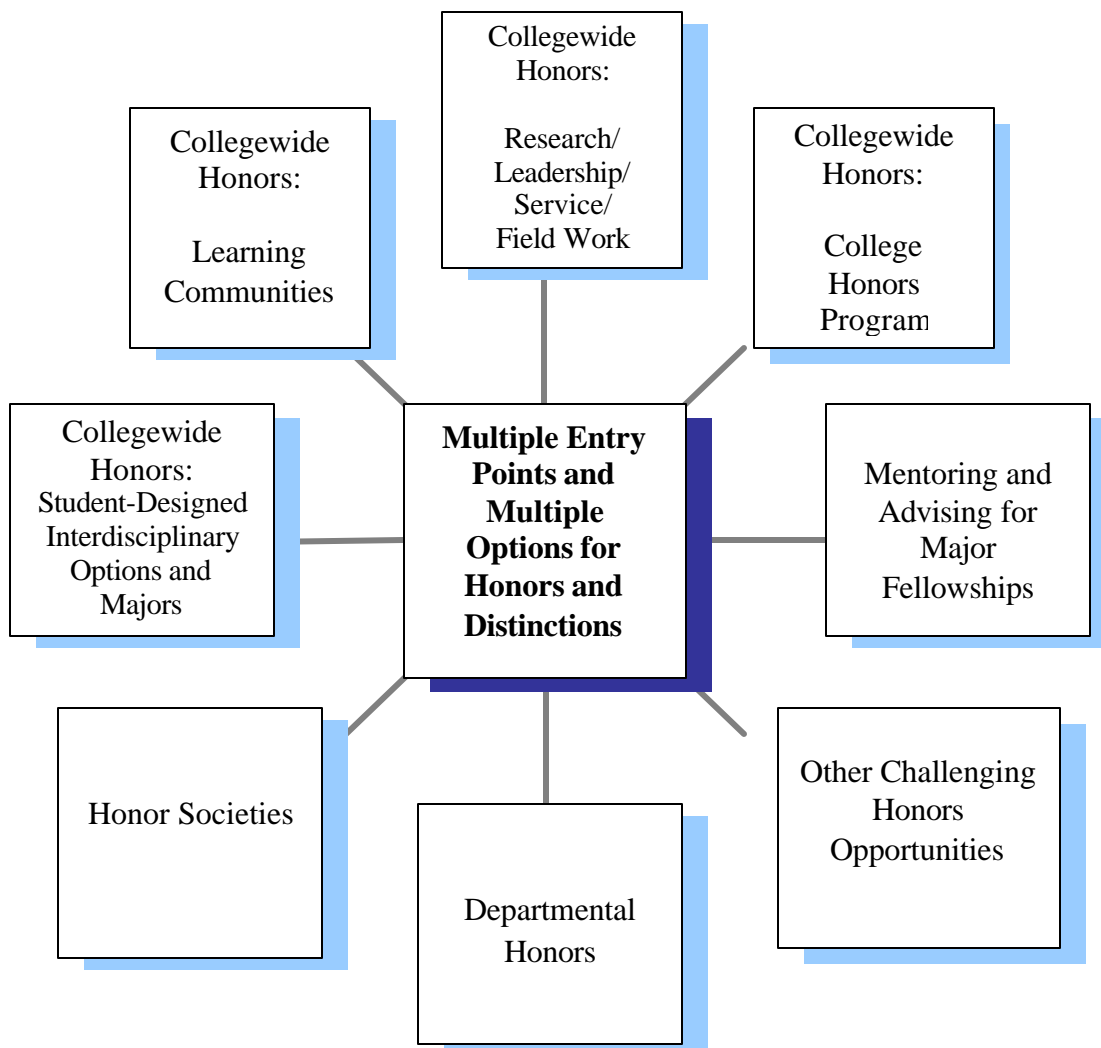 Collegewide
Honors:
Research/
Leadership/
Service/
Field Work
Collegewide
Honors:
Learning
Communities
Collegewide
Honors:
College
Honors
Program
Collegewide
Honors:
Student-Designed
Interdisciplinary
Options and
Majors
Multiple Entry
Points and
Multiple
Options for
Honors and
Distinctions
Mentoring and
Advising for
Major
Fellowships
Honor Societies
Departmental
Honors
Other Challenging
Honors
Opportunities